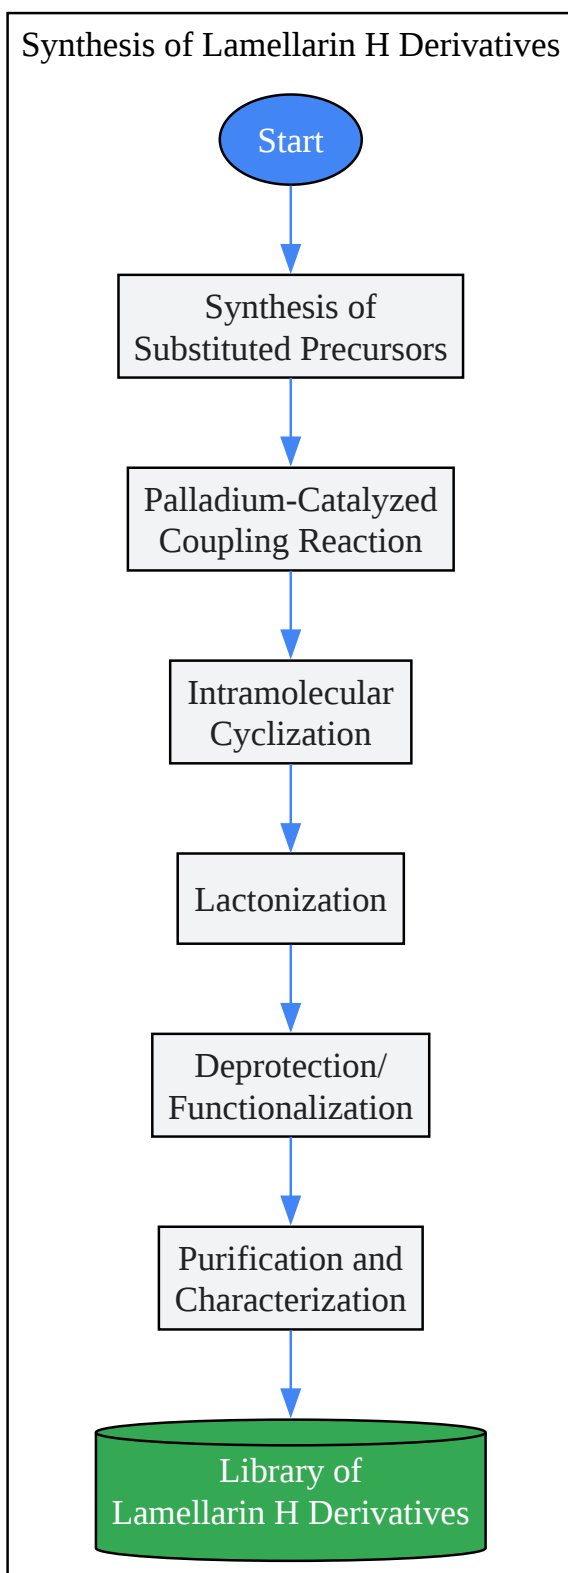 Synthesis of Lamellarin H Derivatives
Start
Synthesis of
Substituted Precursors
Palladium-Catalyzed
Coupling Reaction
Intramolecular
Cyclization
Lactonization
Deprotection/
Functionalization
Purification and
Characterization
Library of
Lamellarin H Derivatives